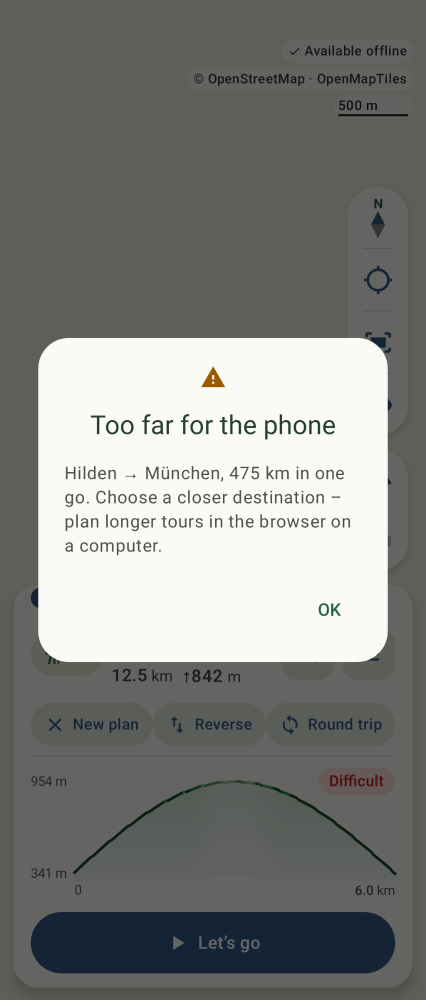 ✓ Available offline
© OpenStreetMap · OpenMapTiles
500 m
N
Too far for the phone
Hilden → München, 475 km in one
go. Choose a closer destination –
plan longer tours in the browser on
a computer.
OK
12.5 km ↑842 m
New plan
Reverse
Round trip
954 m
Difficult
341 m
0
6.0 km
Let’s go